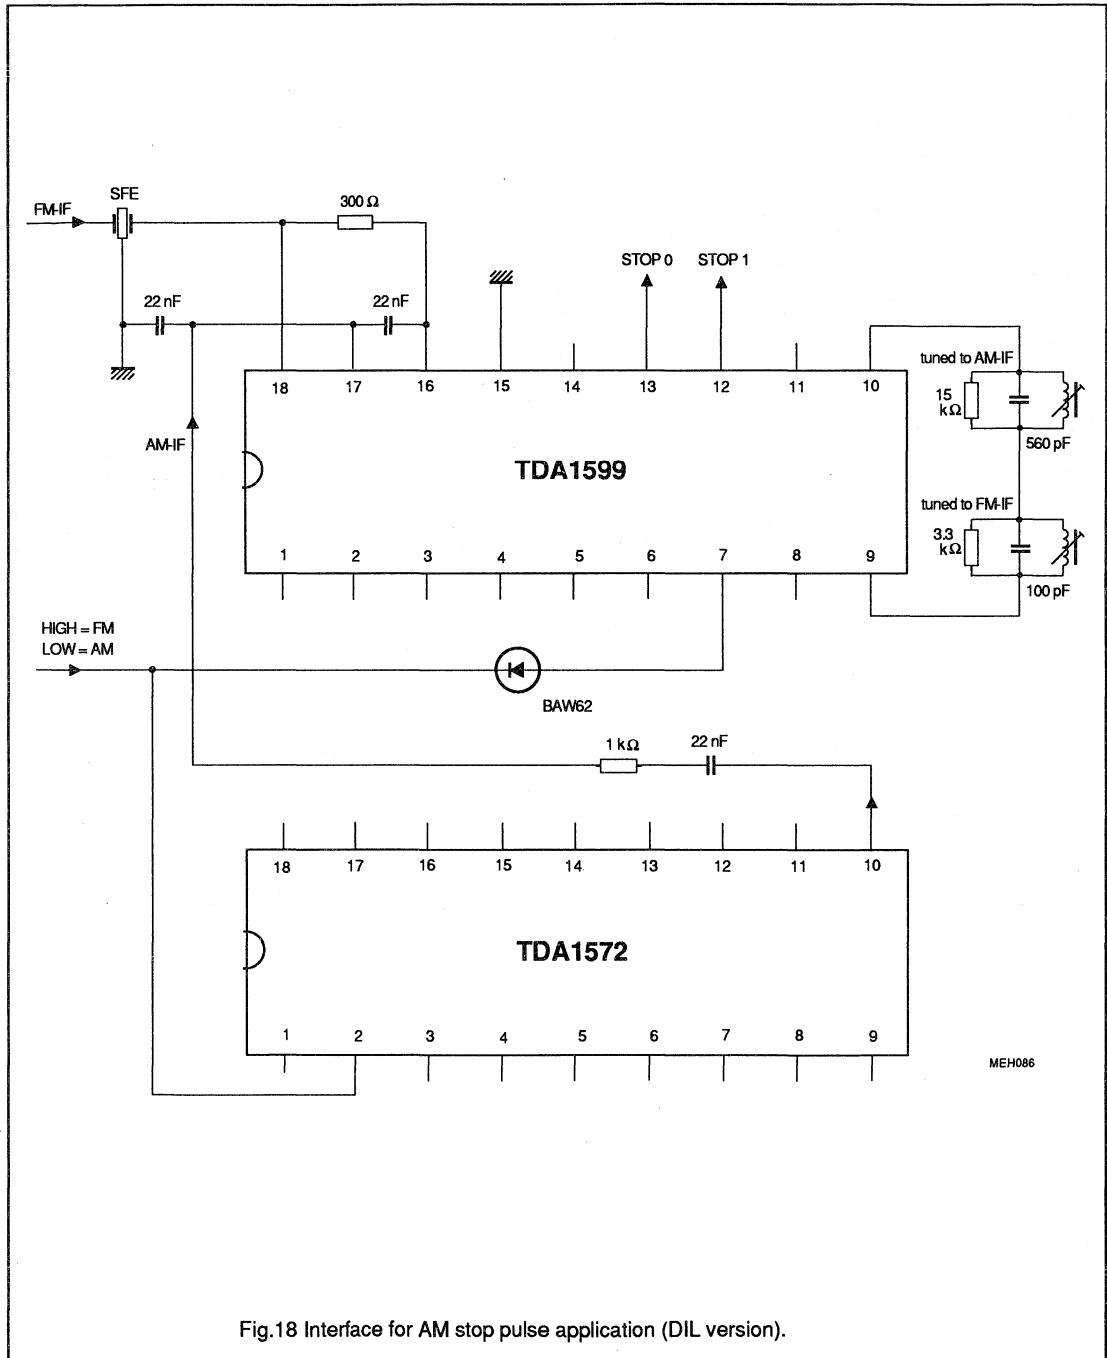 SFE
FM-IF
300 Ω
STOP 0 STOP 1
22 nF 22 nF
tuned to AM-IF
18 17 16 15 14 13 12 11 10
15
kΩ
560 pF
AM-IF
TDA1599
tuned to FM-IF
3.3
kΩ
100 pF
1 2 3 4 5 6 7 8 9
HIGH = FM
LOW = AM
BAW62
1 kΩ 22 nF
18 17 16 15 14 13 12 11 10
TDA1572
1 2 3 4 5 6 7 8 9
MEH086
Fig.18 Interface for AM stop pulse application (DIL version).